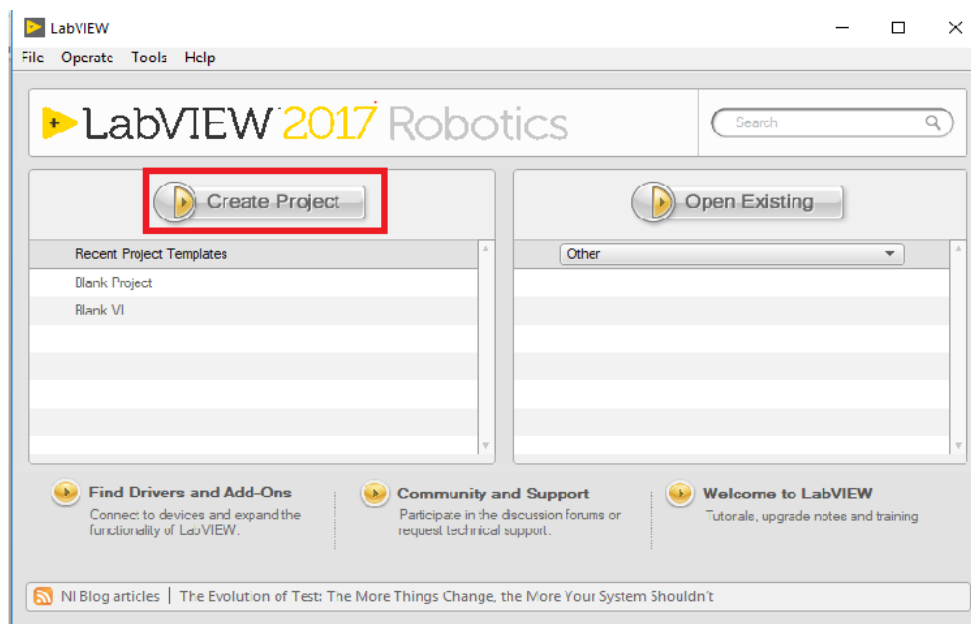 LabVIEW
File Operate Tools Help
LabVIEW 2017 Robotics
Search
Create Project
Open Existing
Recent Project Templates
Other
Blank Project
Blank VI
Find Drivers and Add-Ons
Connect to devices and expand the
functionality of LabVIEW.
Community and Support
Participate in the discussion forums or
request technical support.
Welcome to LabVIEW
Tutorials, upgrade notes and training
NI Blog articles | The Evolution of Test: The More Things Change, the More Your System Shouldn't